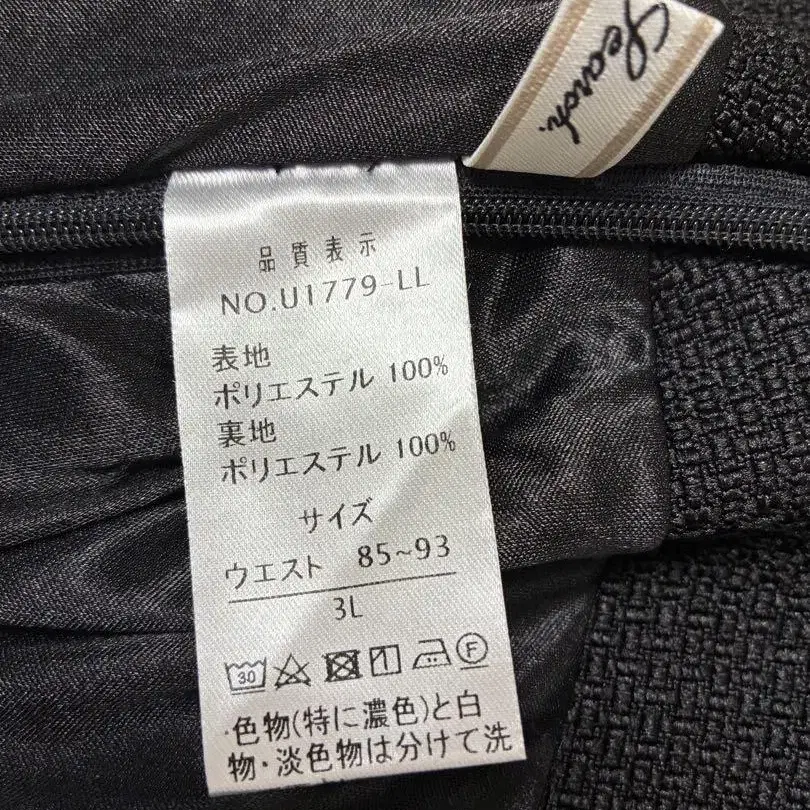 Search.
品質表示
NO.U1779-LL
表地
ポリエステル 100%
裏地
ポリエステル 100%
サイズ
ウエスト 85~93
3L
30 F
・色物(特に濃色)と白
物・淡色物は分けて洗